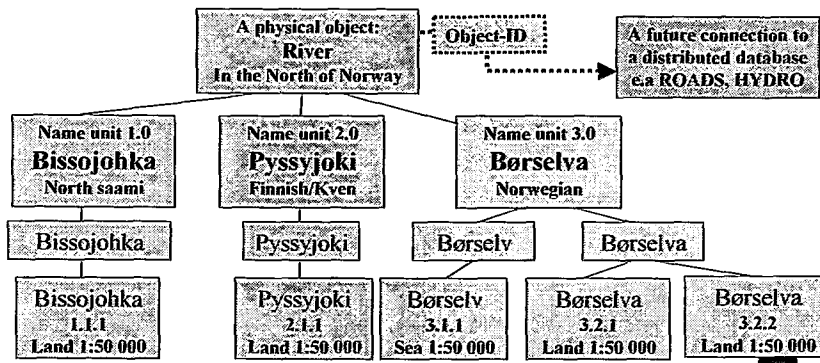 A physical object:
River
In the North of Norway
Object-ID
A future connection to
a distributed database
e.a ROADS, HYDRO
Name unit 1.0
Bissojohka
North saami
Name unit 2.0
Pyssyjoki
Finnish/Kven
Name unit 3.0
Børselva
Norwegian
Bissojohka
Pyssyjoki
Børselv
Børselva
Bissojohka
1.1.1
Land 1:50 000
Pyssyjoki
2.1.1
Land 1:50 000
Børselv
3.1.1
Sea 1:50 000
Børselva
3.2.1
Land 1:50 000
Børselva
3.2.2
Land 1:50 000